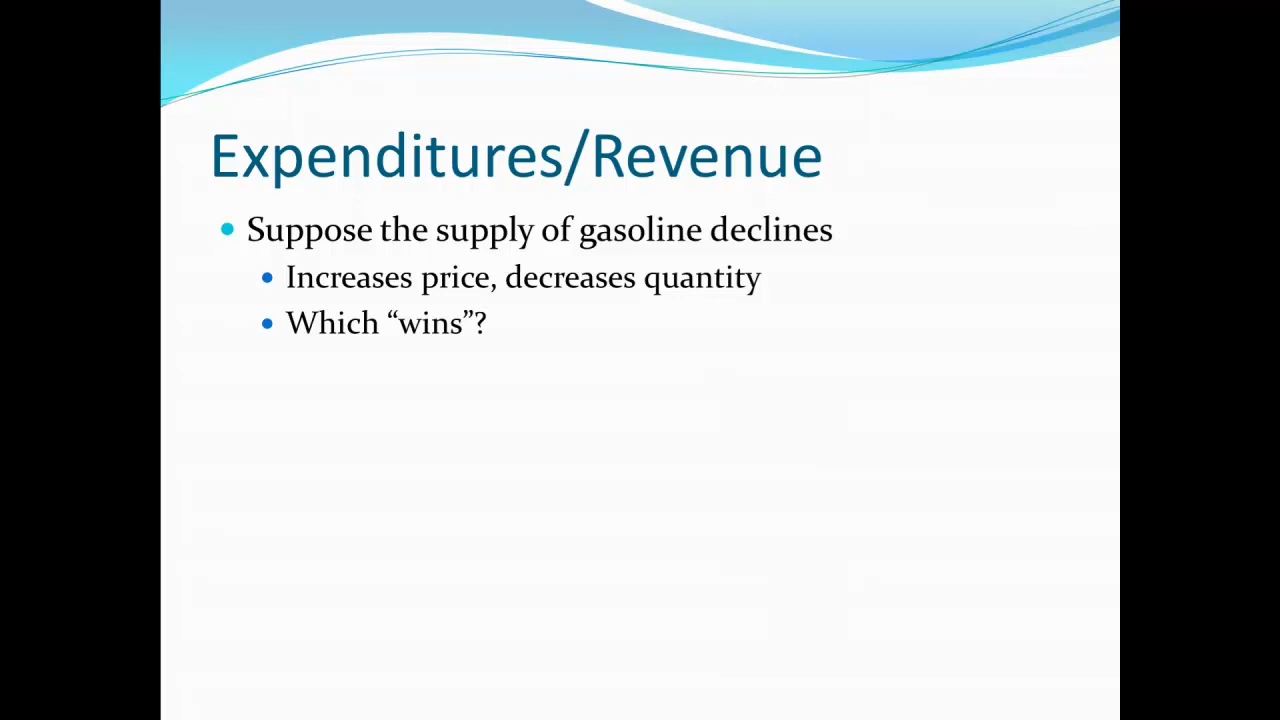 Expenditures/Revenue
• Suppose the supply of gasoline declines
• Increases price, decreases quantity
• Which “wins”?